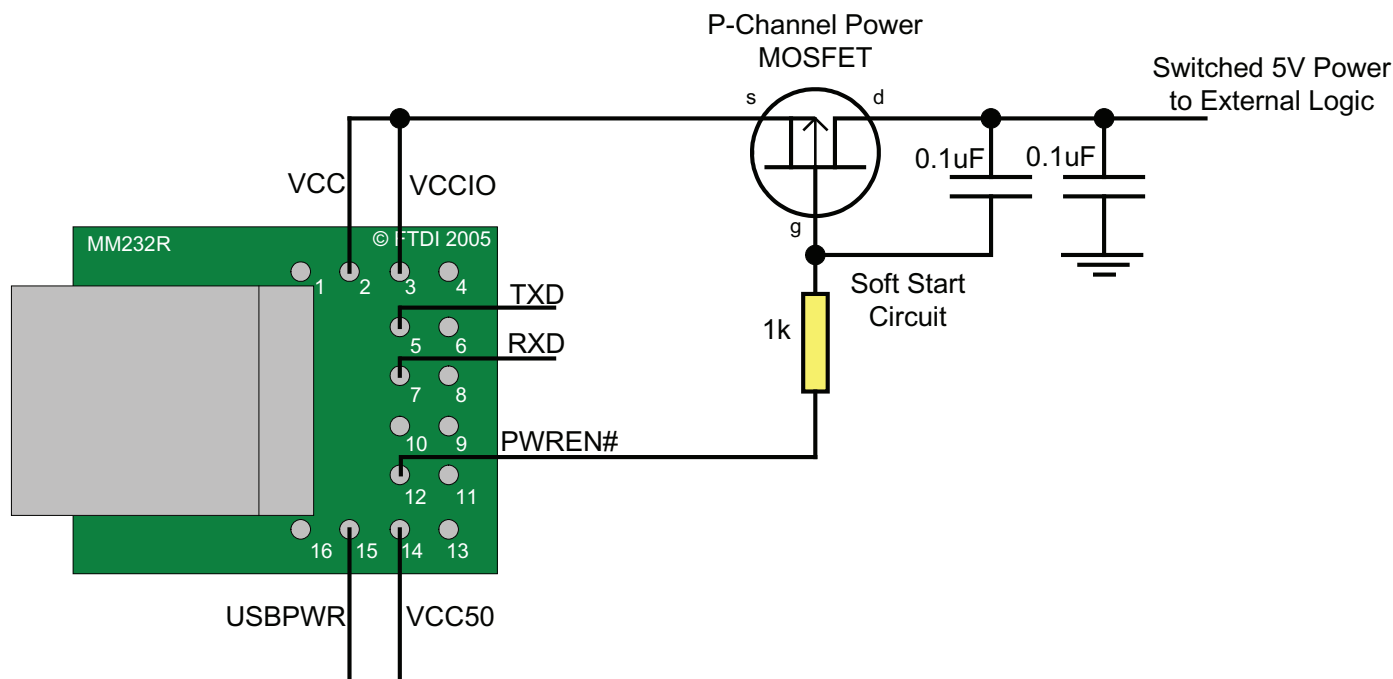 P-Channel Power
MOSFET
Switched 5V Power
to External Logic
s
d
0.1uF
0.1uF
VCC
VCCIO
g
MM232R
© FTDI 2005
1
2
3
4
Soft Start
Circuit
TXD
5
6
1k
RXD
7
8
10
9
PWREN#
12
11
16
15
14
13
USBPWR
VCC50